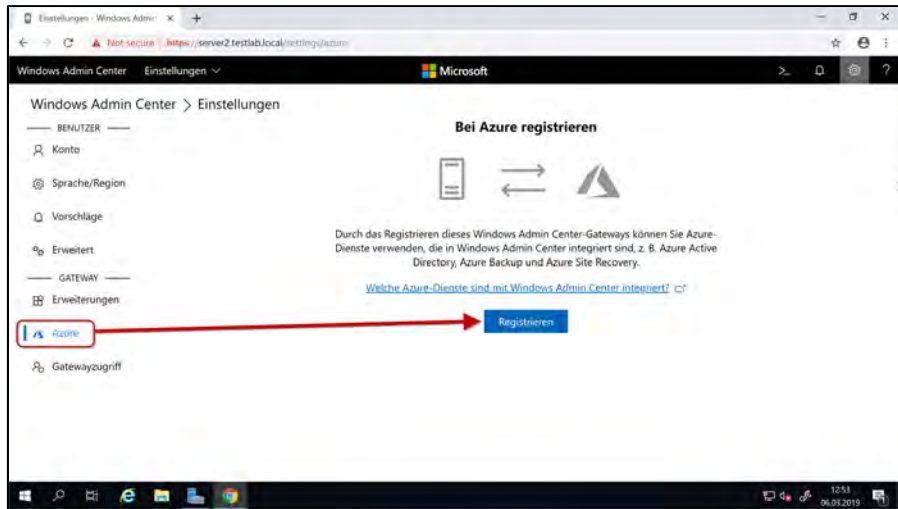 Einstellungen - Windows Admin
Not secure | https://server2.testlab.local/settings/azure
Windows Admin Center Einstellungen Microsoft
Windows Admin Center > Einstellungen
BENUTZER
Konto
Sprache/Region
Vorschläge
Erweitert
GATEWAY
Erweiterungen
Azure
Gatewayzugriff
Bei Azure registrieren
Durch das Registrieren dieses Windows Admin Center-Gateways können Sie Azure-
Dienste verwenden, die in Windows Admin Center integriert sind, z. B. Azure Active
Directory, Azure Backup und Azure Site Recovery.
Welche Azure-Dienste sind mit Windows Admin Center integriert?
Registrieren
12:53